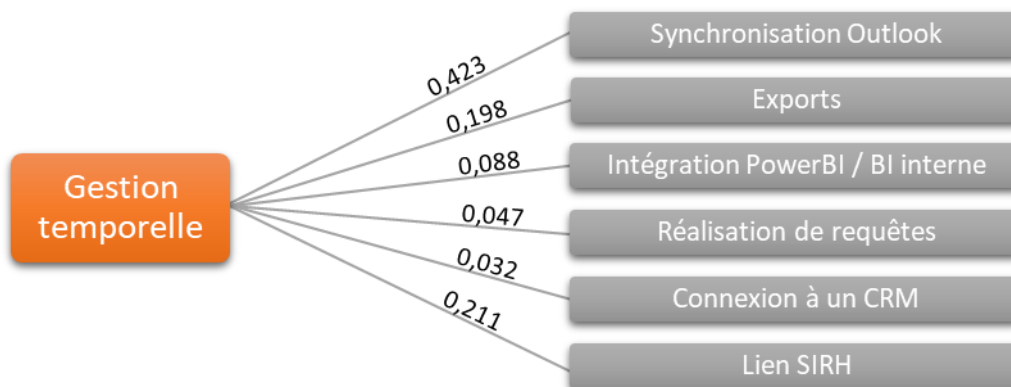 Gestion
temporelle
0,423
Synchronisation Outlook
0,198
Exports
0,088
Intégration PowerBI / BI interne
0,047
Réalisation de requêtes
0,032
Connexion à un CRM
0,211
Lien SIRH